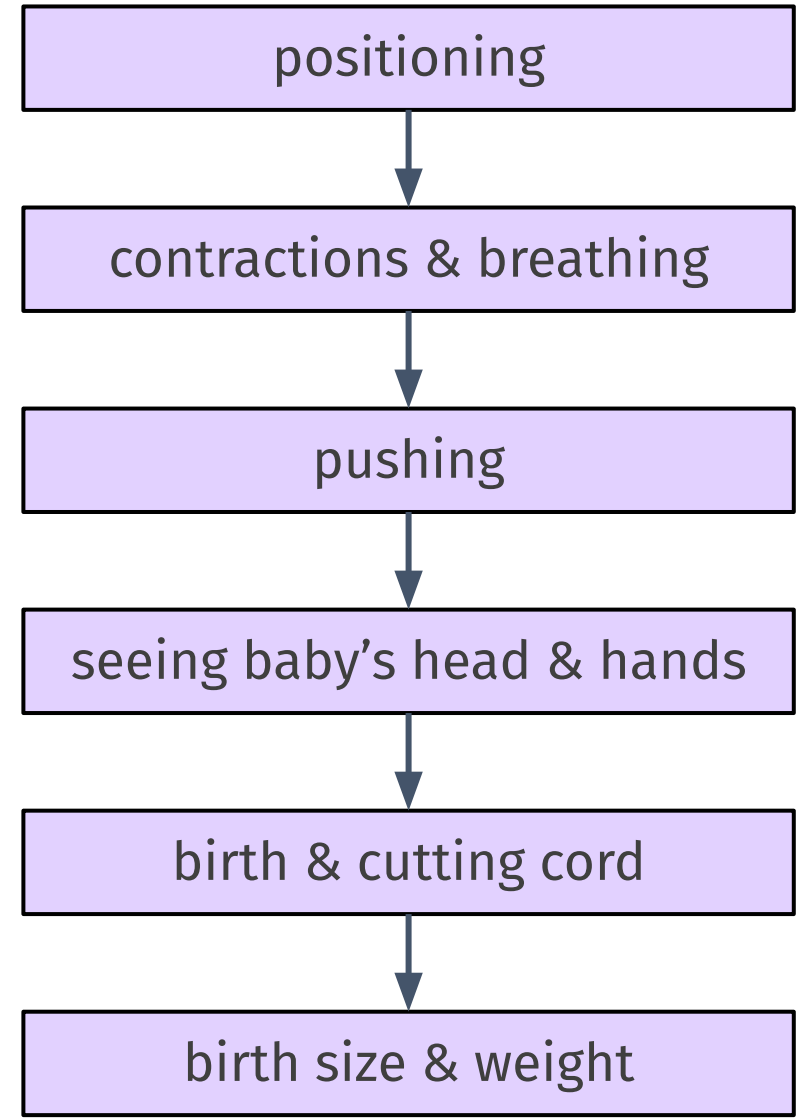 positioning
contractions & breathing
pushing
seeing baby’s head & hands
birth & cutting cord
birth size & weight